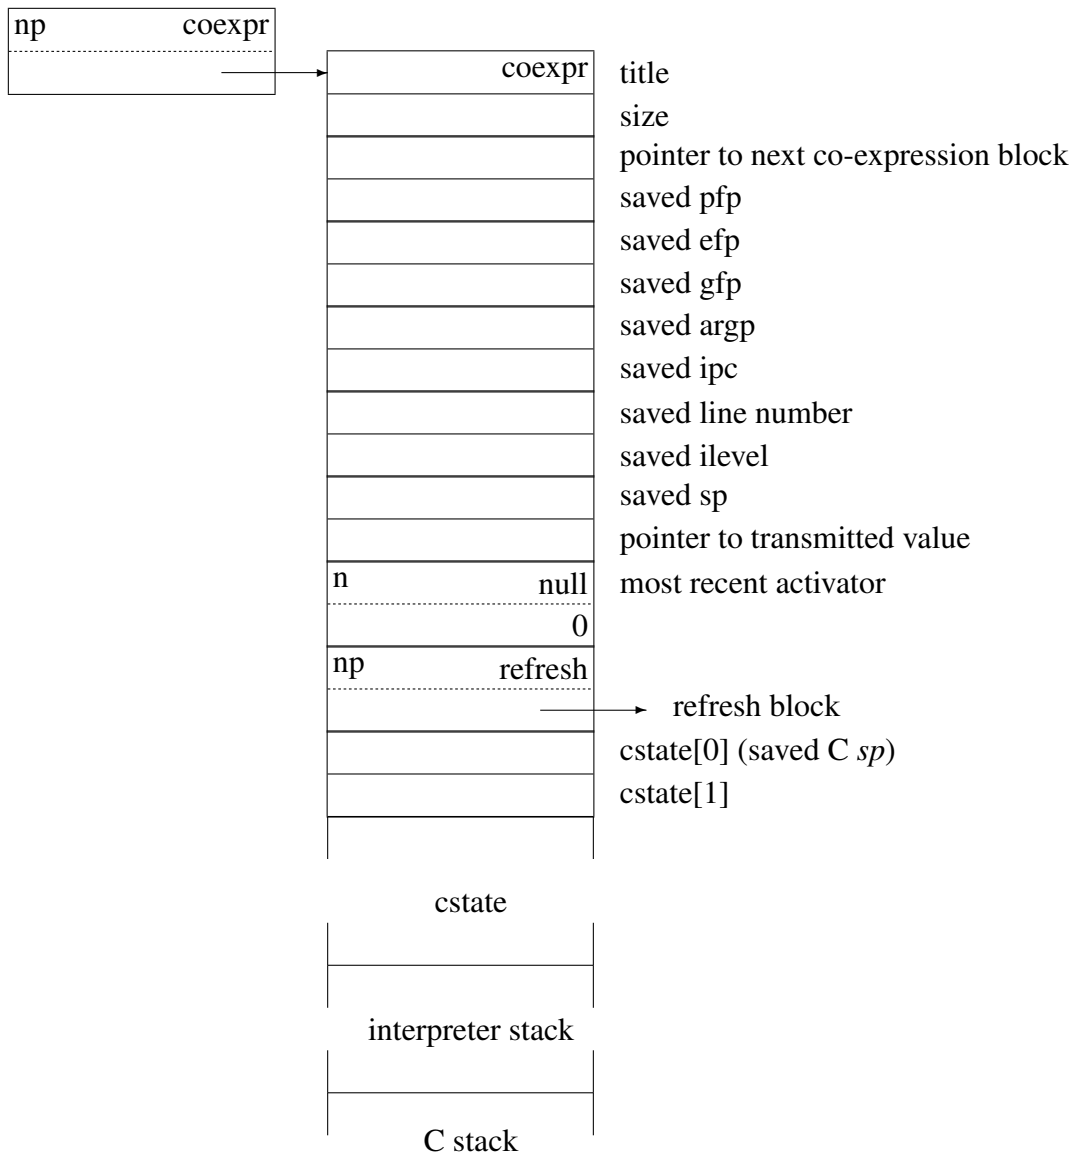 np coexpr
coexpr title
size
pointer to next co-expression block
saved pfp
saved efp
saved gfp
saved argp
saved ipc
saved line number
saved ilevel
saved sp
pointer to transmitted value
n null most recent activator
0
np refresh
refresh block
cstate[0] (saved C sp)
cstate[1]
cstate
interpreter stack
C stack